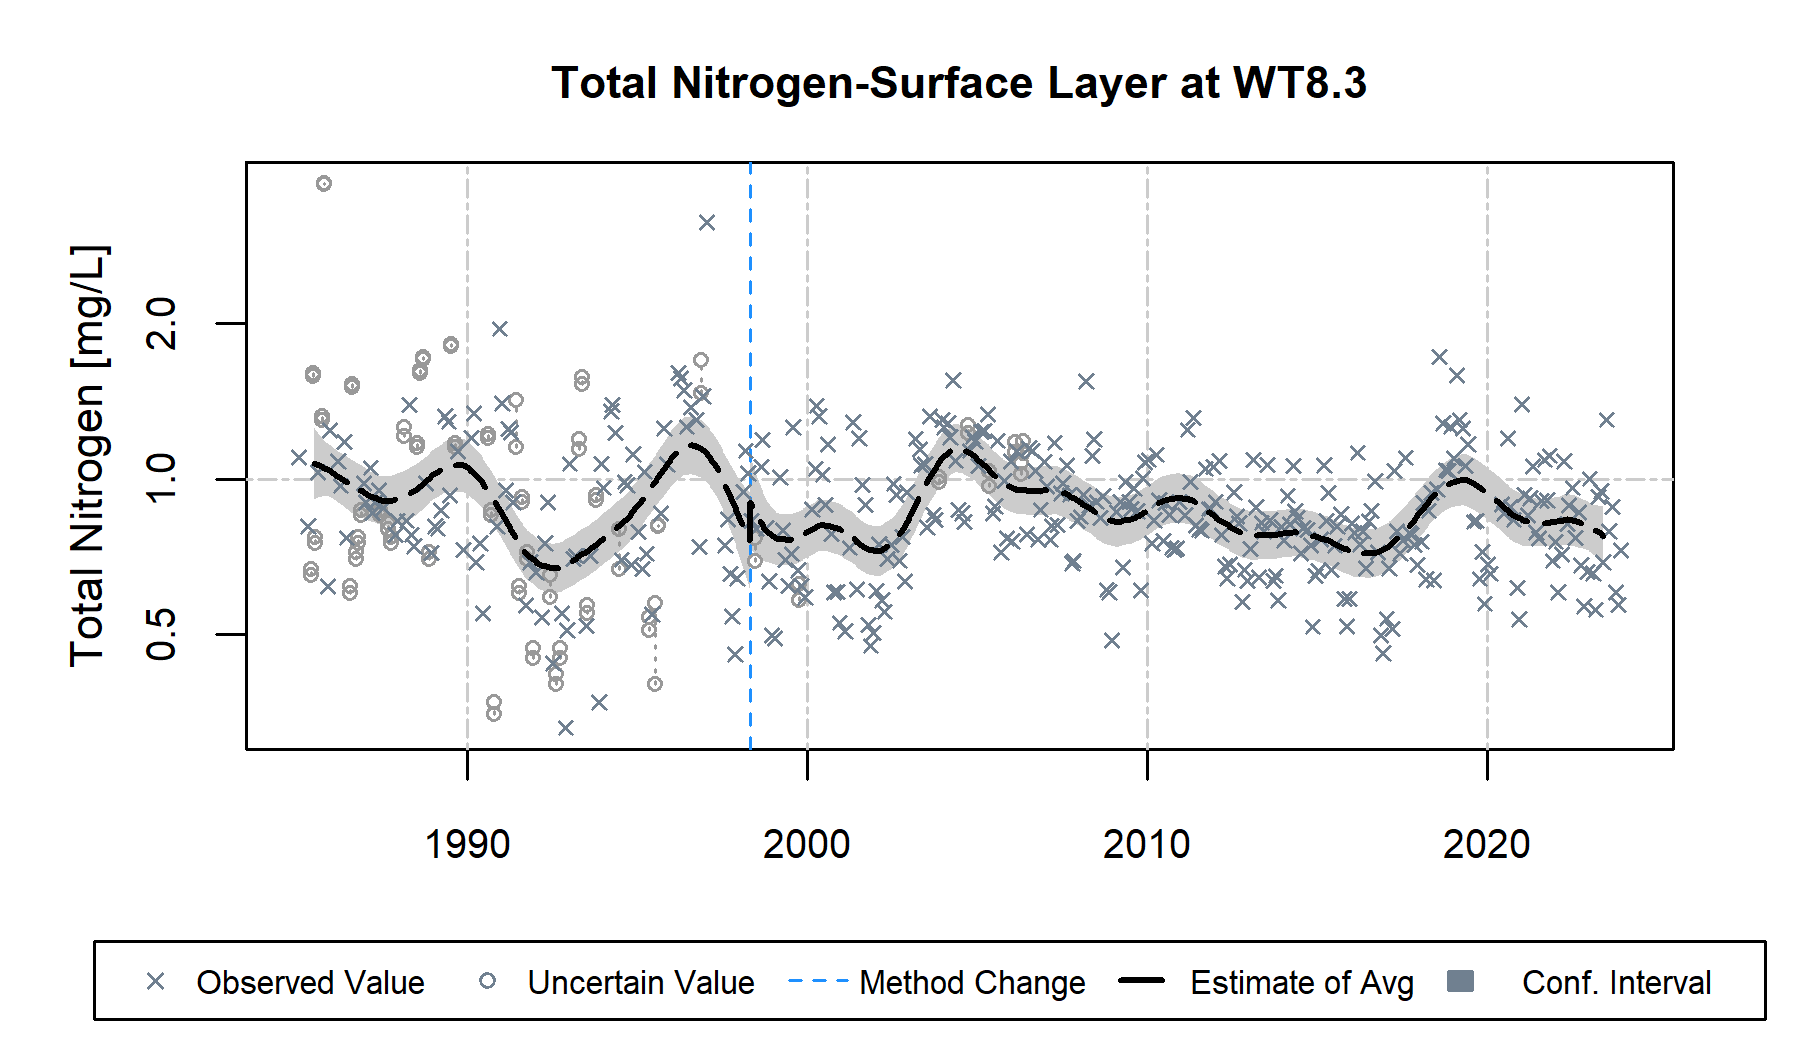 Total Nitrogen-Surface Layer at WT8.3
Total Nitrogen [mg/L]
2.0
1.0
0.5
1990 2000 2010 2020
Observed Value Uncertain Value Method Change Estimate of Avg Conf. Interval